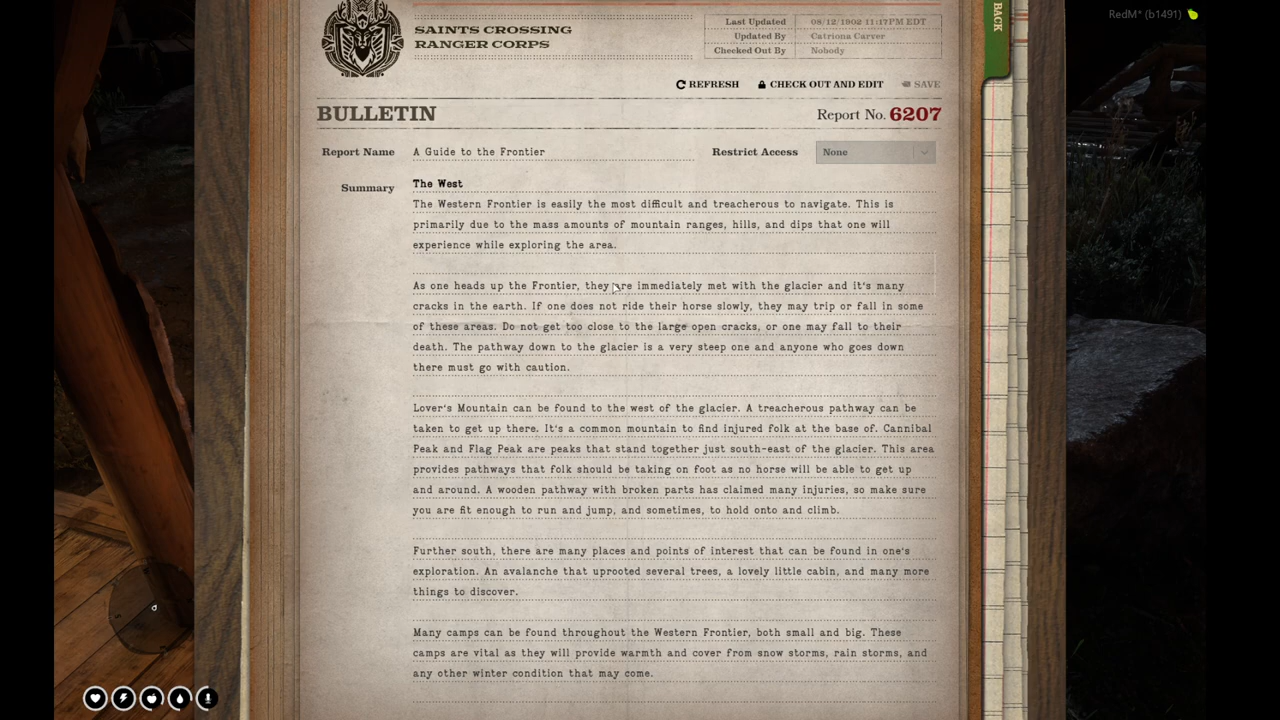 RedM* (b1491)
BACK
SAINTS CROSSING
RANGER CORPS
Last Updated 08/12/1902 11:17PM EDT
Updated By Catriona Carver
Checked Out By Nobody
REFRESH CHECK OUT AND EDIT SAVE
BULLETIN Report No. 6207
Report Name A Guide to the Frontier Restrict Access None
Summary
The West
The Western Frontier is easily the most difficult and treacherous to navigate. This is
primarily due to the mass amounts of mountain ranges, hills, and dips that one will
experience while exploring the area.
As one heads up the Frontier, they are immediately met with the glacier and it's many
cracks in the earth. If one does not ride their horse slowly, they may trip or fall in some
of these areas. Do not get too close to the large open cracks, or one may fall to their
death. The pathway down to the glacier is a very steep one and anyone who goes down
there must go with caution.
Lover's Mountain can be found to the west of the glacier. A treacherous pathway can be
taken to get up there. It's a common mountain to find injured folk at the base of. Cannibal
Peak and Flag Peak are peaks that stand together just south-east of the glacier. This area
provides pathways that folk should be taking on foot as no horse will be able to get up
and around. A wooden pathway with broken parts has claimed many injuries, so make sure
you are fit enough to run and jump, and sometimes, to hold onto and climb.
Further south, there are many places and points of interest that can be found in one's
exploration. An avalanche that uprooted several trees, a lovely little cabin, and many more
things to discover.
Many camps can be found throughout the Western Frontier, both small and big. These
camps are vital as they will provide warmth and cover from snow storms, rain storms, and
any other winter condition that may come.